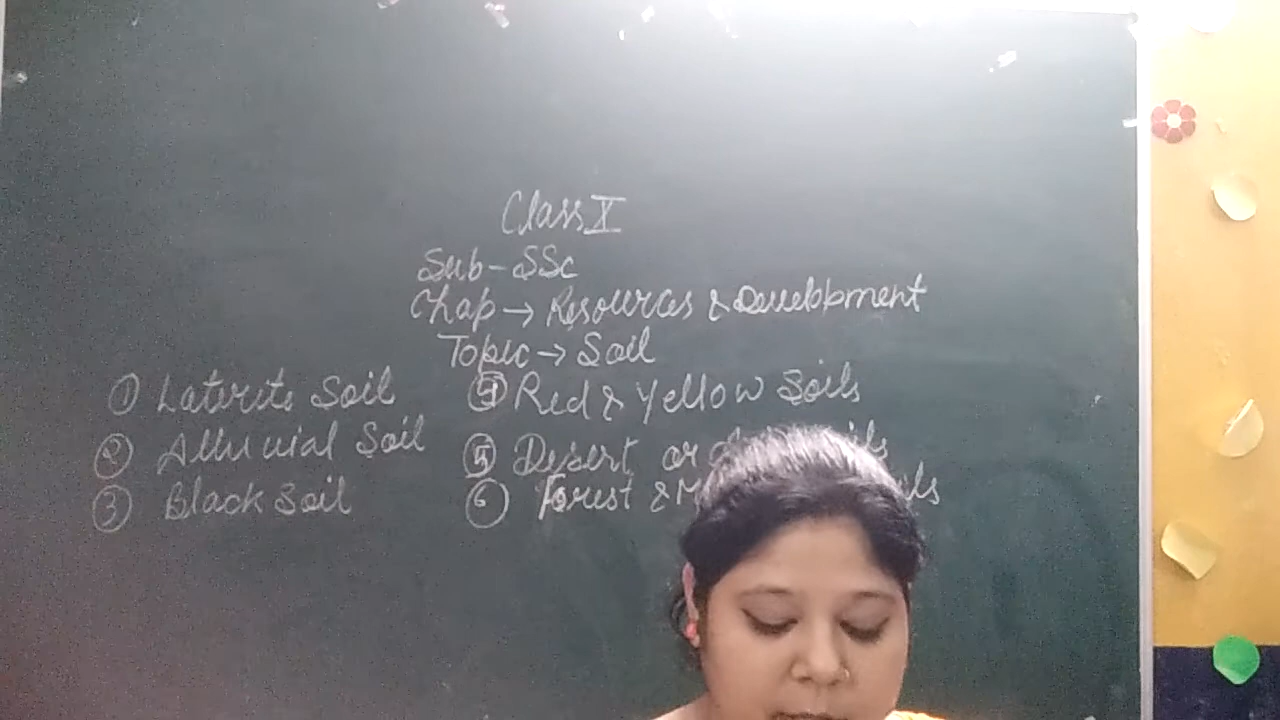 Class X
Sub-SSc
Chap → Resources & Development
Topic → Soil
① Laterite Soil
② Alluvial Soil
③ Black Soil
④ Red & Yellow Soils
⑤ Desert or
⑥ Forest &